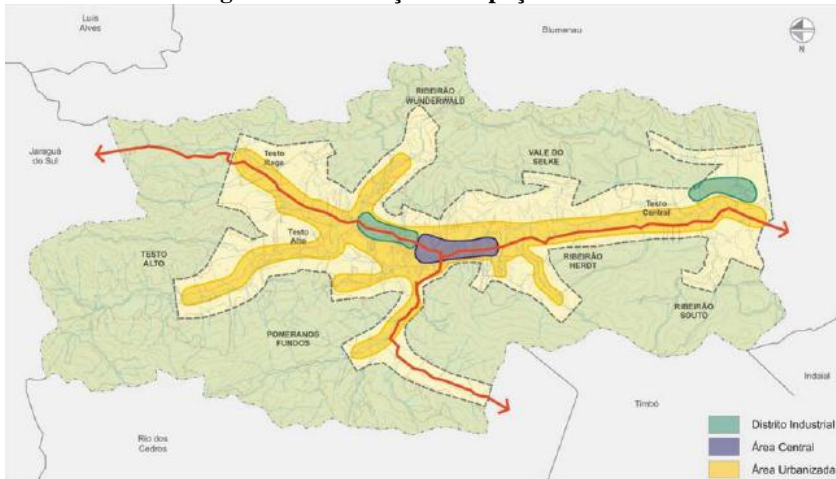 Luis
Alves
Blumenau
N
RIBEIRÃO
WUNDERWALD
Jaraguá
do Sul
Testo
Rega
VALE DO
SELKE
Testo
Central
Testo
Alto
TESTO
ALTO
RIBEIRÃO
HERDT
RIBEIRÃO
SOUTO
POMERANOS
FUNDOS
Indaial
Timbó
Rio dos
Cedros
Distrito Industrial
Área Central
Área Urbanizada